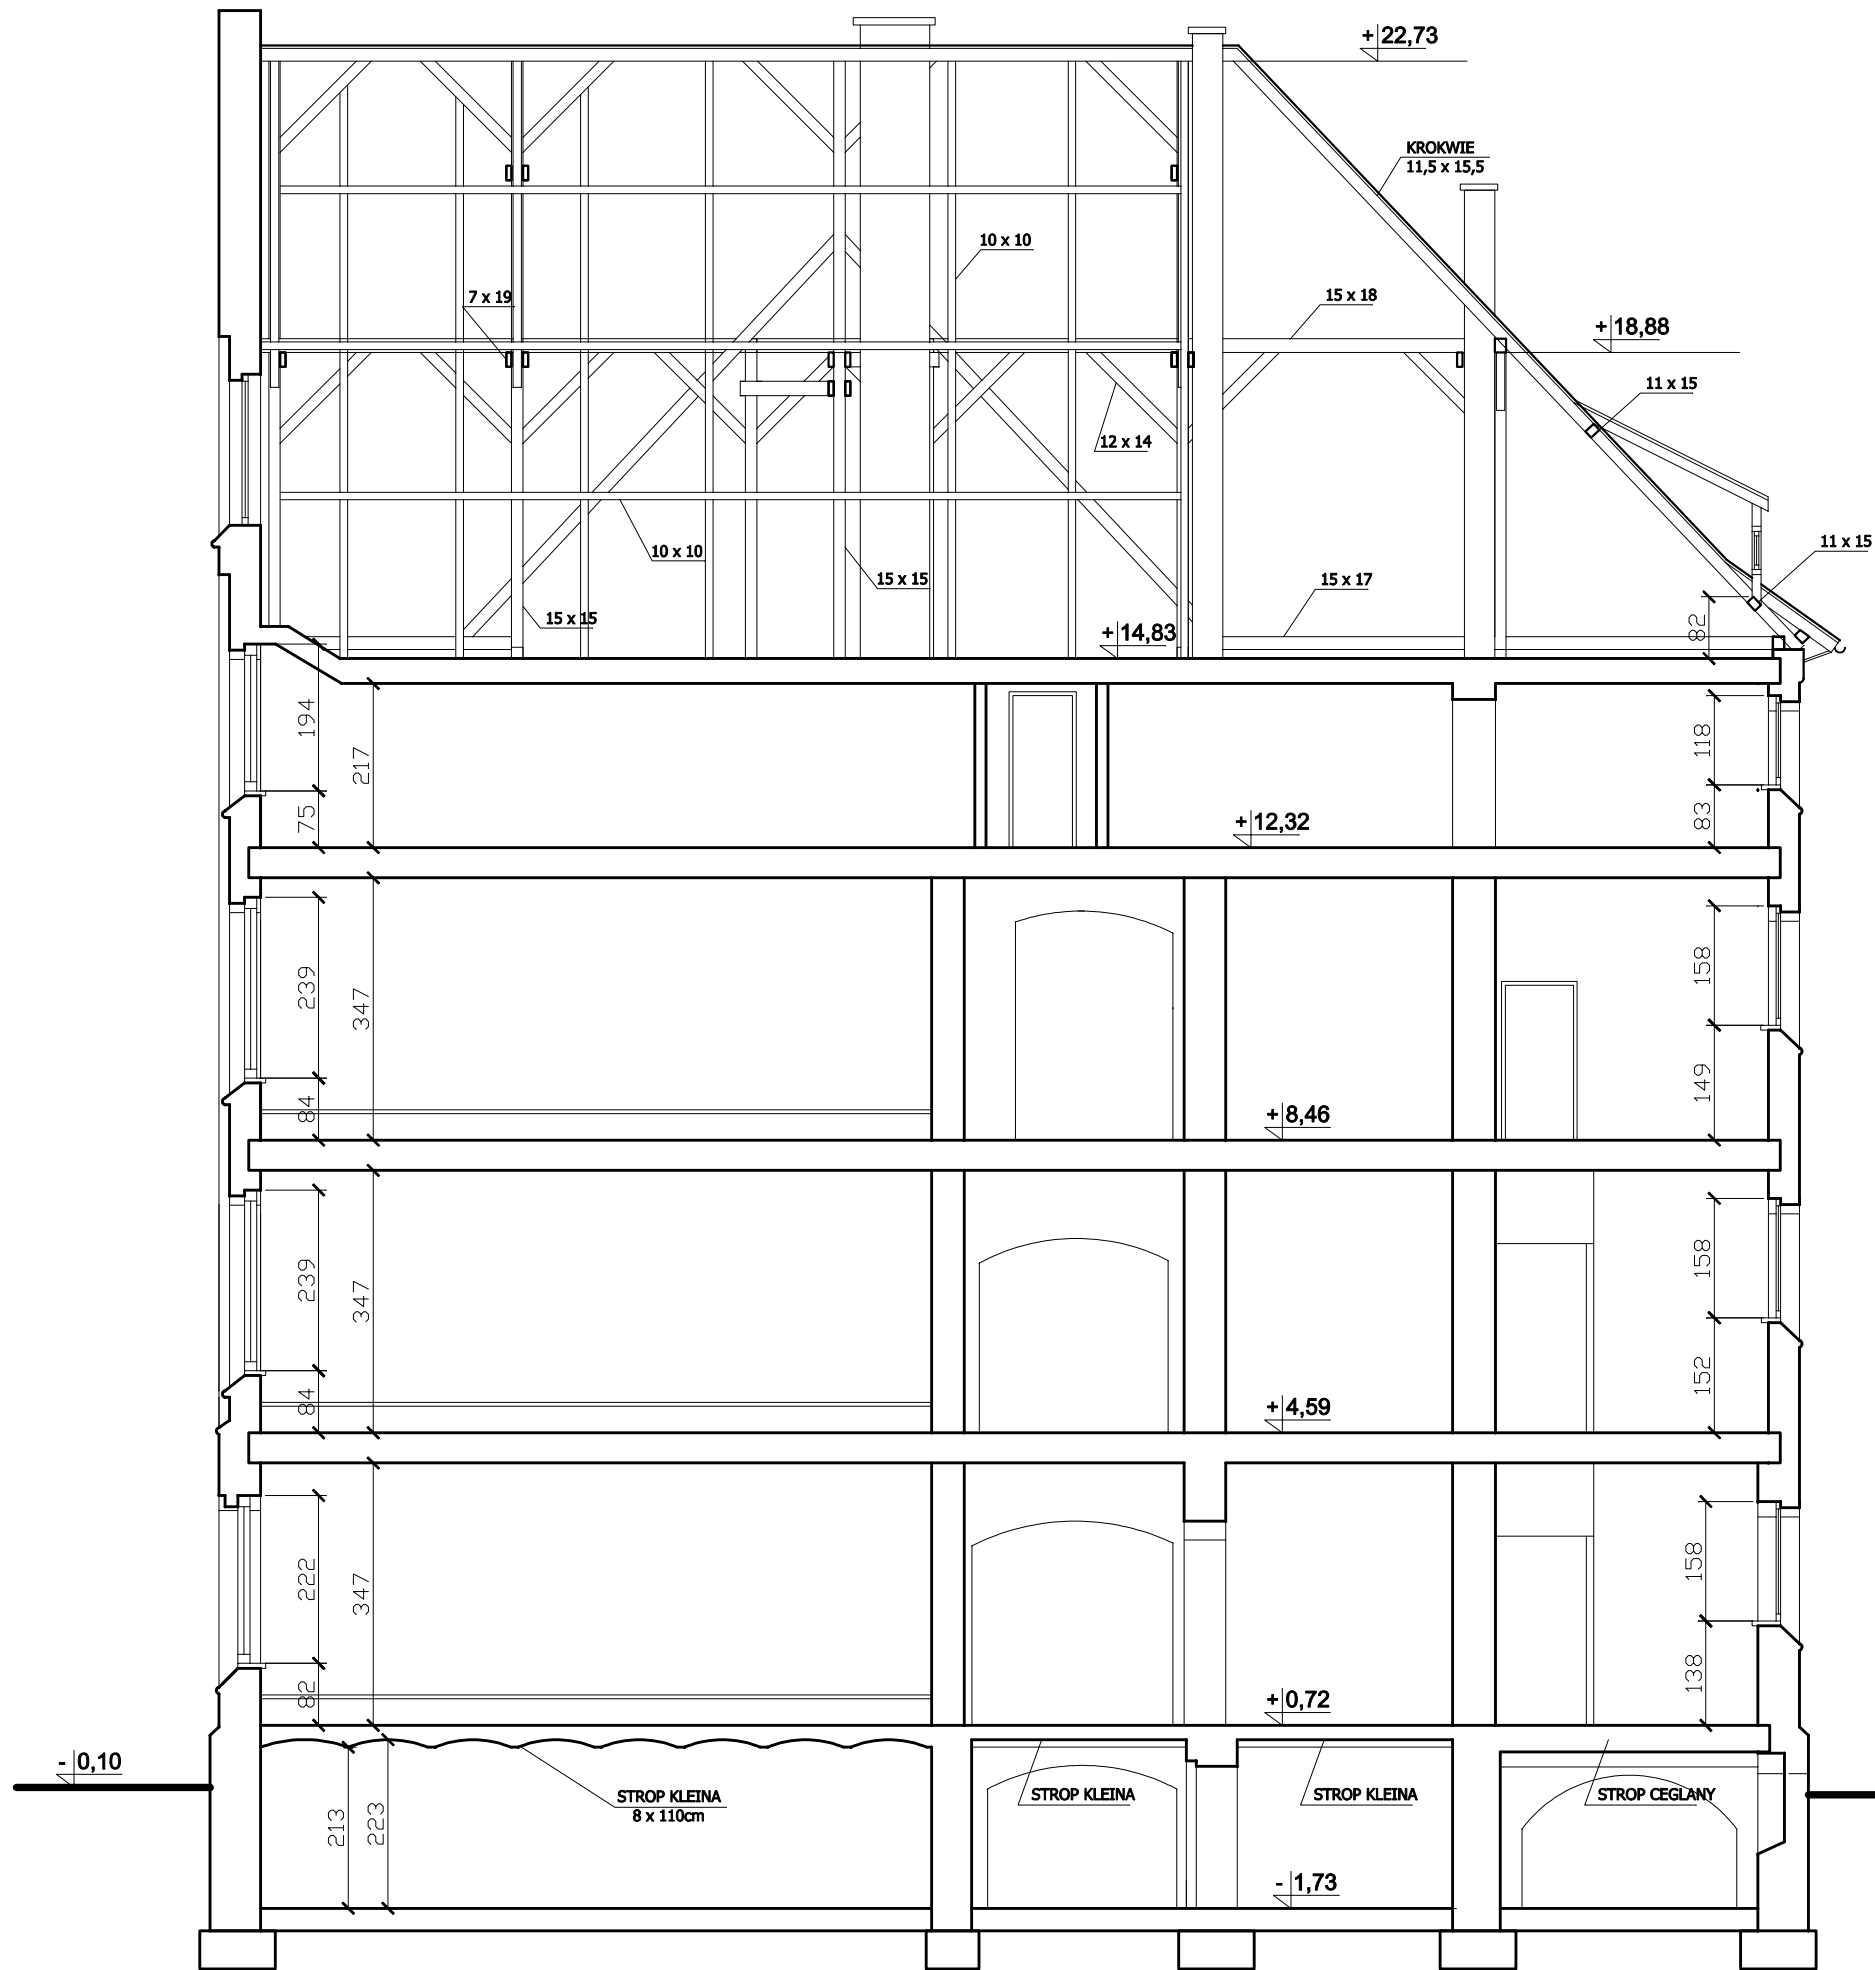 + 22,73
KROKWIE
11,5 x 15,5
10 x 10
7 x 19
15 x 18
+ 18,88
11 x 15
12 x 14
10 x 10
15 x 15
15 x 15
15 x 17
11 x 15
82
+ 14,83
194
217
75
118
83
+ 12,32
239
347
84
158
149
+ 8,46
239
347
84
158
152
+ 4,59
222
347
82
158
138
+ 0,72
- 0,10
213
223
STROP KLEINA
8 x 110cm
STROP KLEINA
STROP KLEINA
STROP CEGLANY
- 1,73